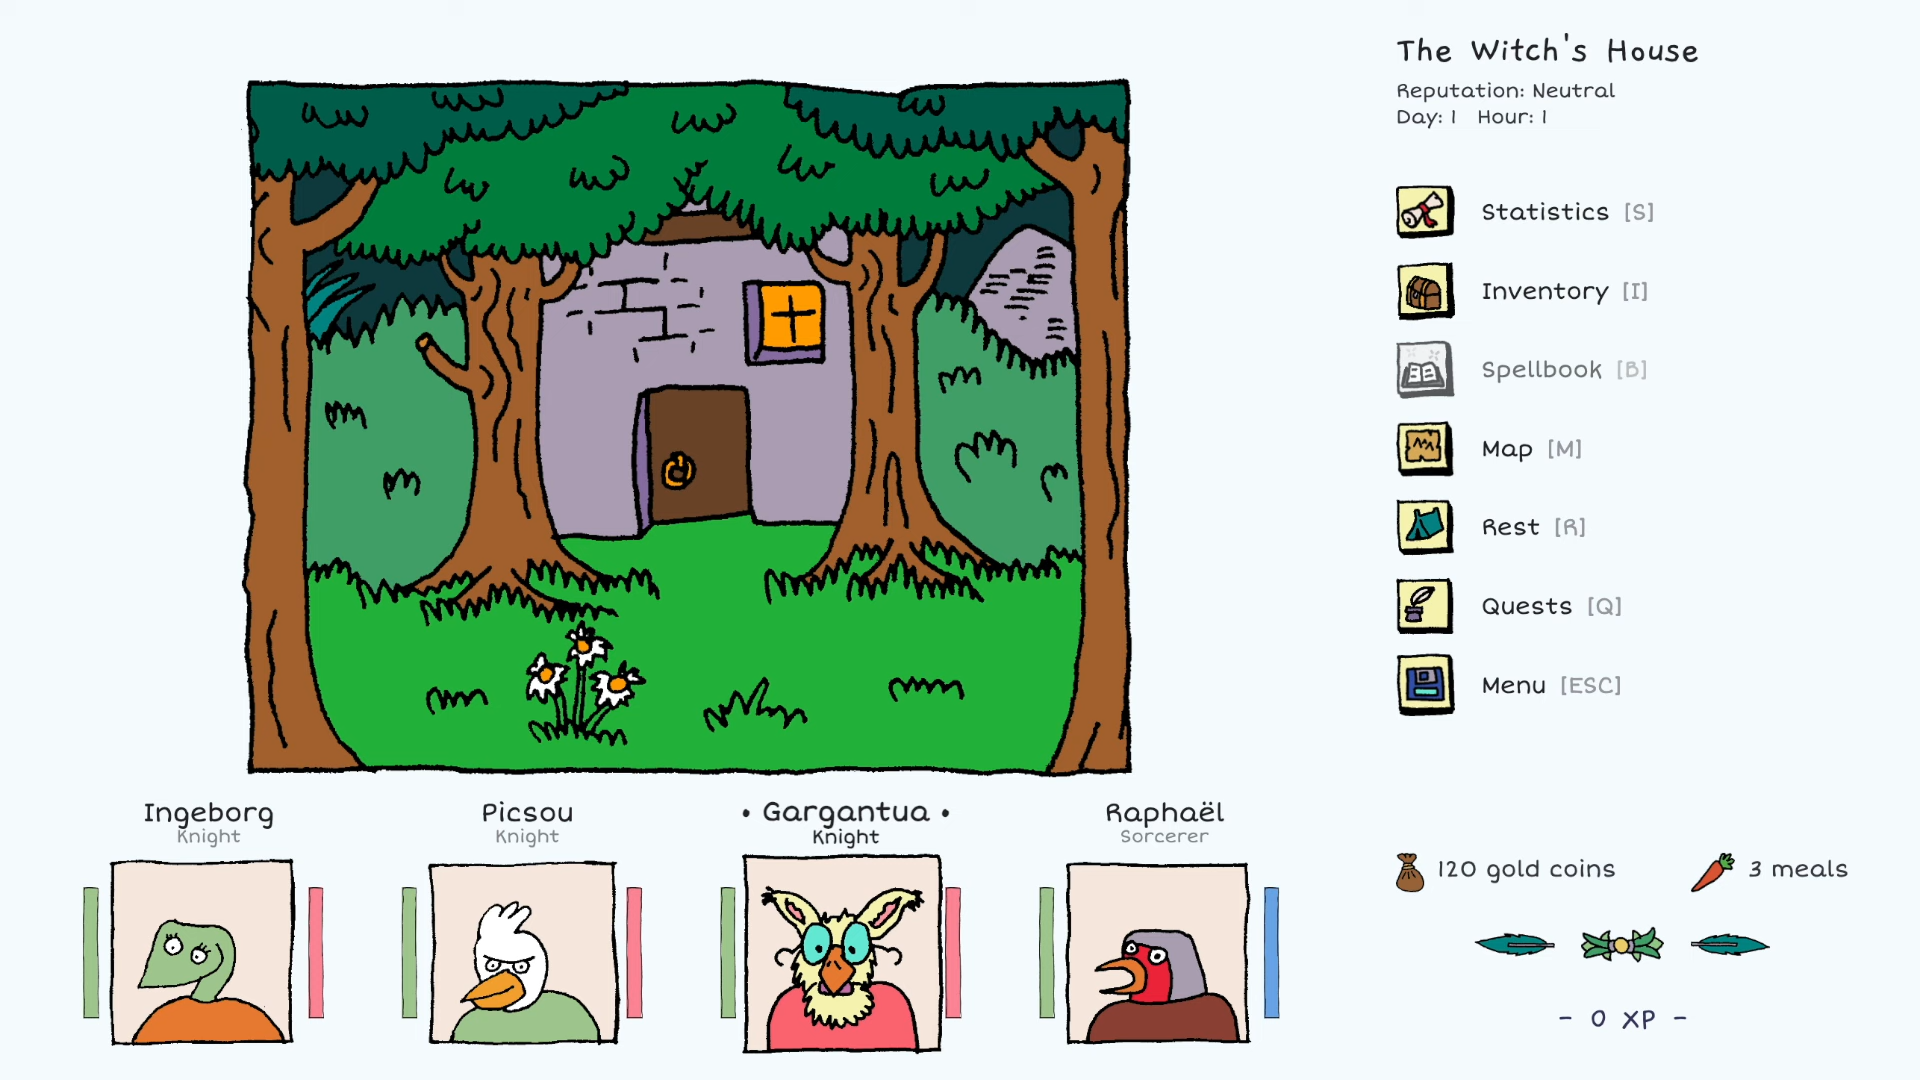 The Witch's House
Reputation: Neutral
Day: 1 Hour: 1
Statistics [S]
Inventory [I]
Spellbook [B]
Map [M]
Rest [R]
Quests [Q]
Menu [ESC]
Ingeborg
Knight
Picsou
Knight
• Gargantua •
Knight
Raphaël
Sorcerer
120 gold coins
3 meals
- 0 XP -